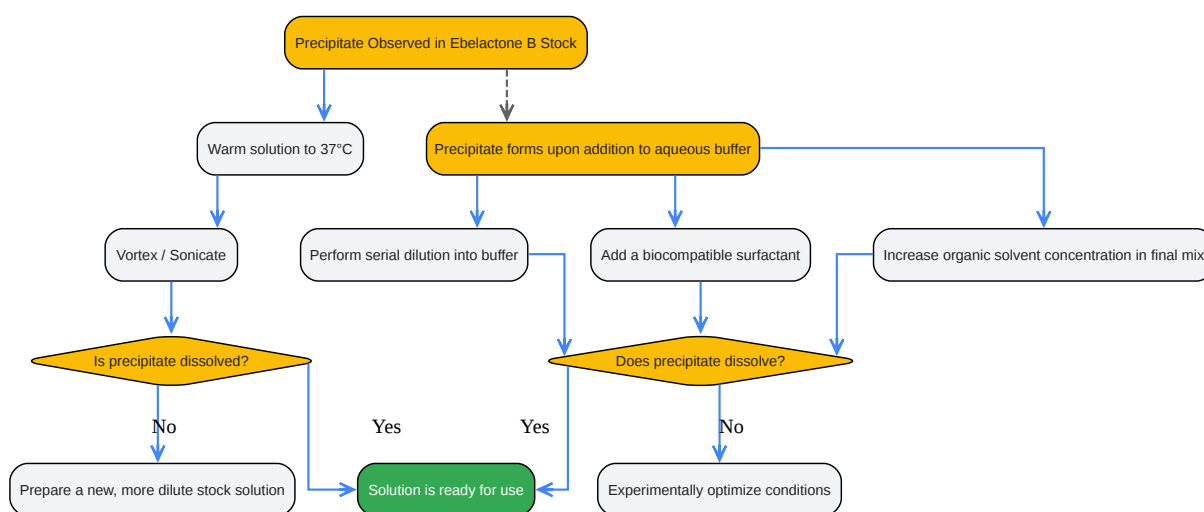 Precipitate Observed in Ebelactone B Stock
Warm solution to 37°C
Precipitate forms upon addition to aqueous buffer
Vortex / Sonicate
Perform serial dilution into buffer
Add a biocompatible surfactant
Increase organic solvent concentration in final mix
Is precipitate dissolved?
Does precipitate dissolve?
No
Yes
Yes
No
Prepare a new, more dilute stock solution
Solution is ready for use
Experimentally optimize conditions